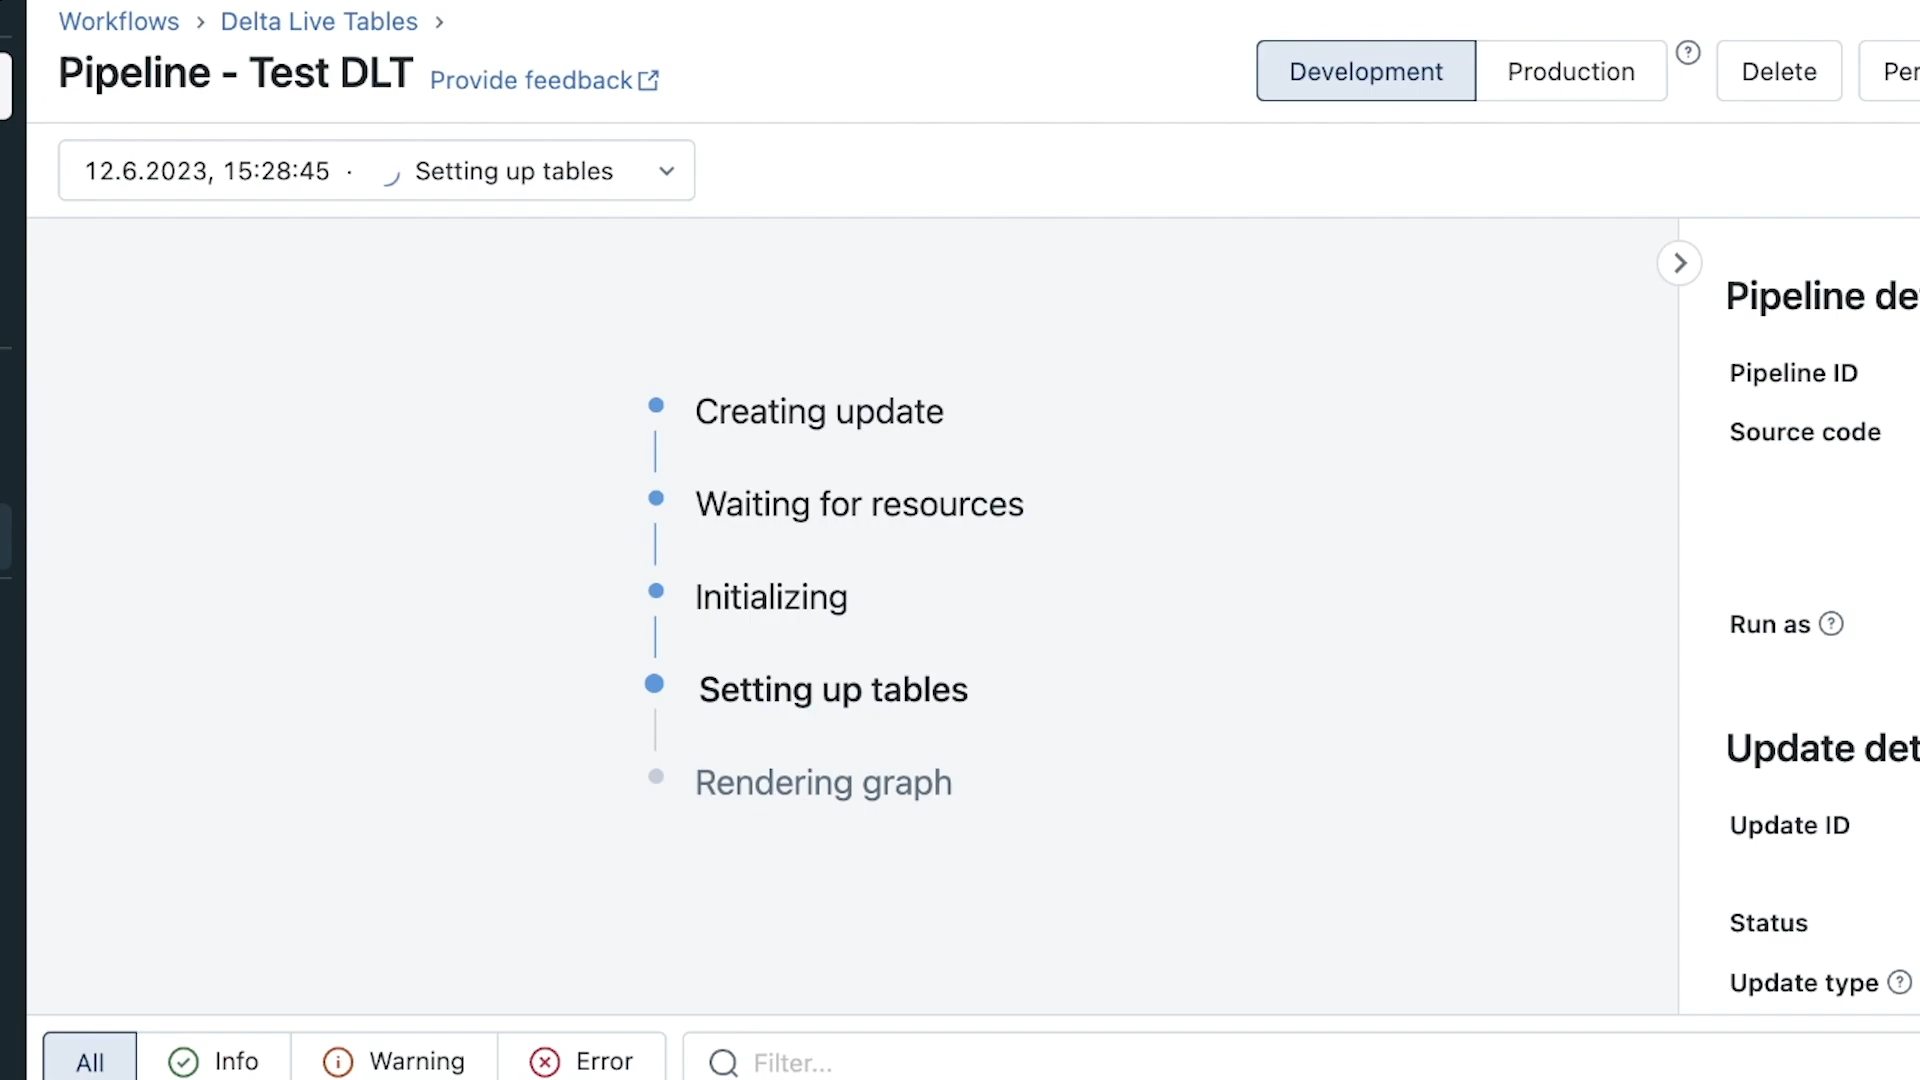 Workflows > Delta Live Tables >
Pipeline - Test DLT Provide feedback
Development Production Delete
12.6.2023, 15:28:45 · Setting up tables
Creating update
Waiting for resources
Initializing
Setting up tables
Rendering graph
Pipeline
Pipeline ID
Source code
Run as
Update
Update ID
Status
Update type
All Info Warning Error Filter...